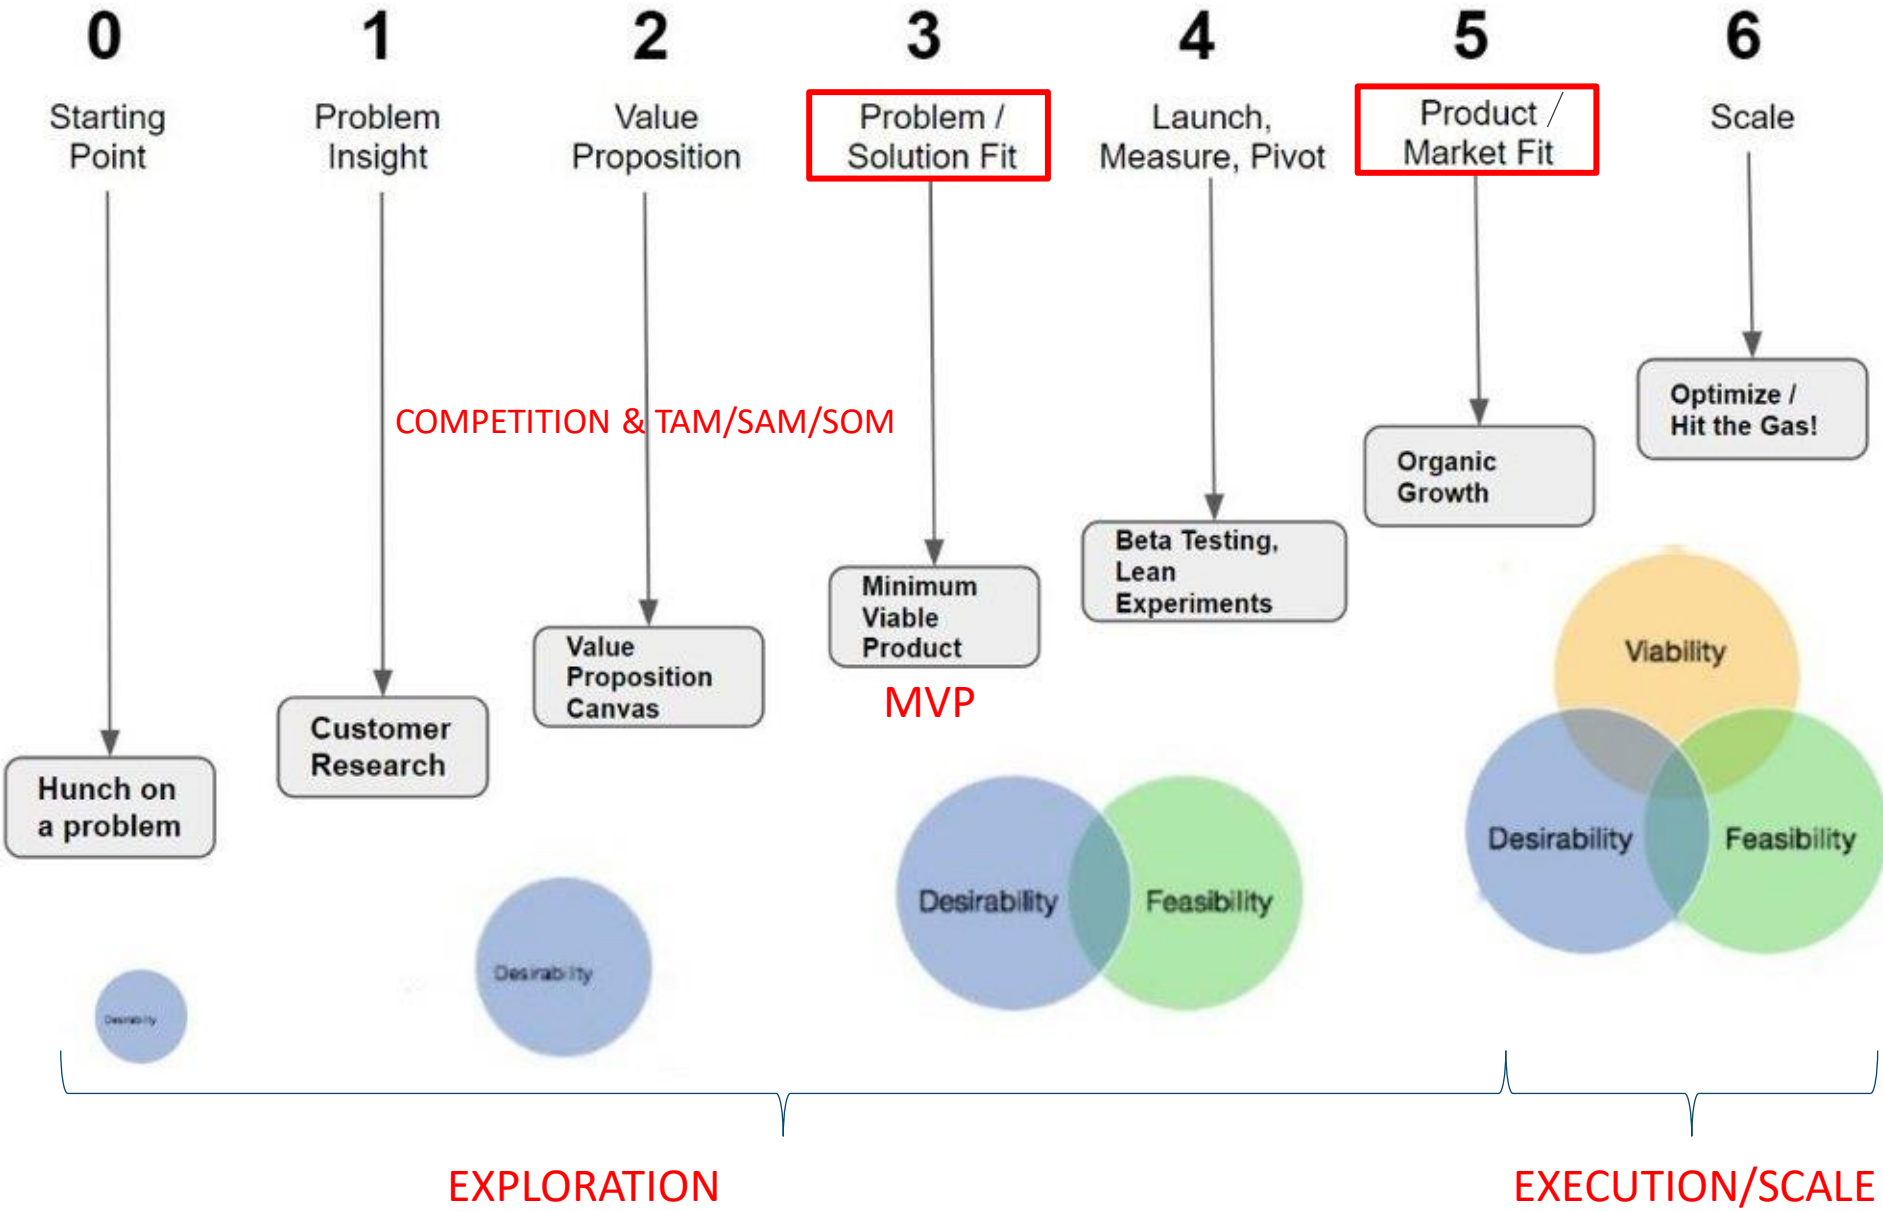 0
1
2
3
4
5
6
Starting
Point
Problem
Insight
Value
Proposition
Problem /
Solution Fit
Launch,
Measure, Pivot
Product /
Market Fit
Scale
COMPETITION & TAM/SAM/SOM
Optimize /
Hit the Gas!
Organic
Growth
Beta Testing,
Lean
Experiments
Minimum
Viable
Product
MVP
Value
Proposition
Canvas
Customer
Research
Hunch on
a problem
Desirability
Desirability
Desirability
Feasibility
Viability
Desirability
Feasibility
EXPLORATION
EXECUTION/SCALE